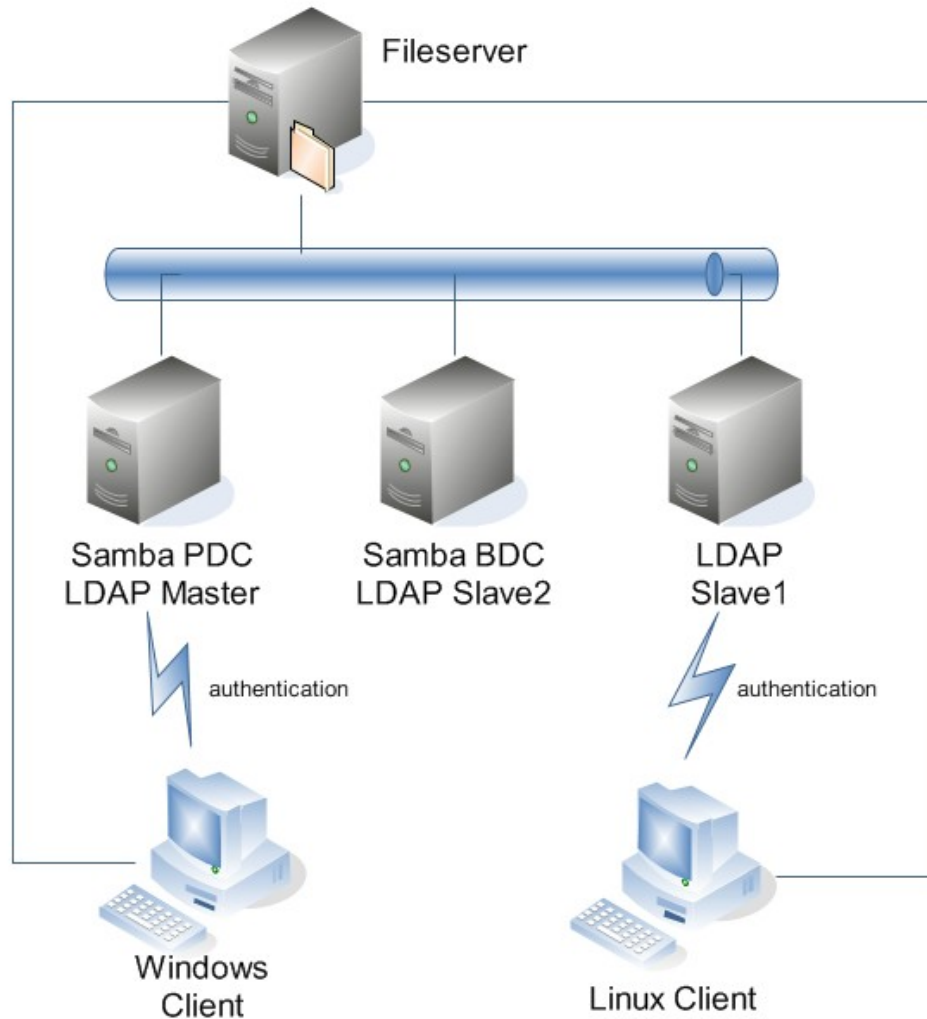 Fileserver
Samba PDC
LDAP Master
Samba BDC
LDAP Slave2
LDAP
Slave1
authentication
authentication
Windows
Client
Linux Client